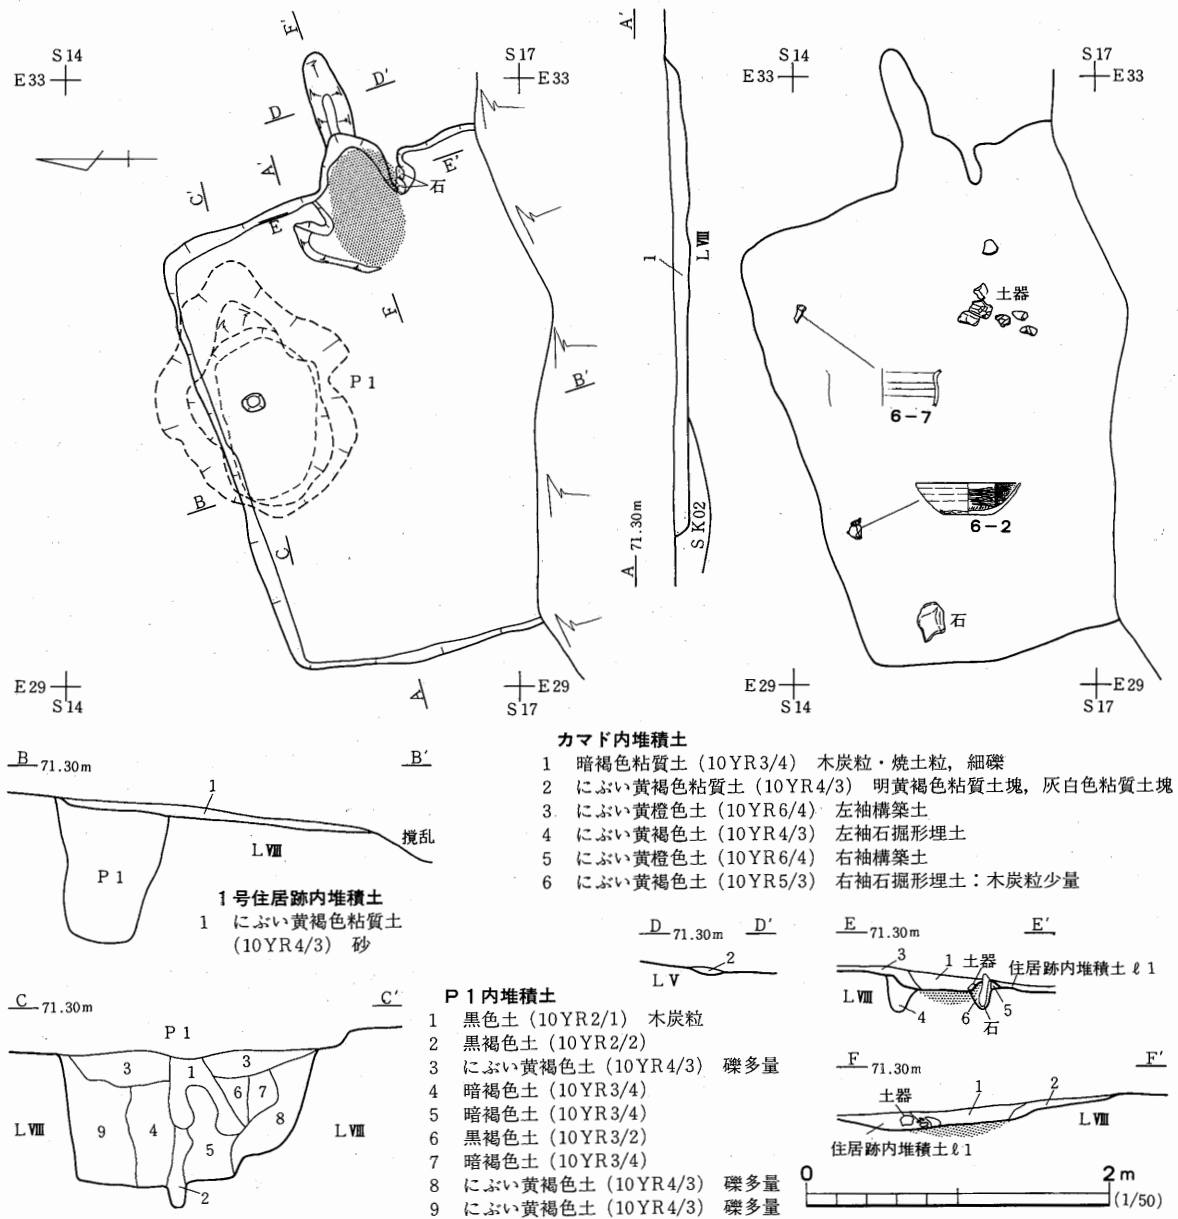 S14
E33
S17
E33
F′
D′
D
A′
E′
石
C′
E
F
P1
B′
B
C
E29
S14
A
E29
S17
A′
1
LⅧ
A 71.30m
SK02
S14
E33
S17
E33
土器
6-7
6-2
石
E29
S14
E29
S17
B 71.30m
B′
1
LⅧ
撹乱
P1
1号住居跡内堆積土
1 にぶい黄褐色粘質土
(10YR4/3) 砂
カマド内堆積土
1 暗褐色粘質土 (10YR3/4) 木炭粒・焼土粒, 細礫
2 にぶい黄褐色粘質土 (10YR4/3) 明黄褐色粘質土塊, 灰白色粘質土塊
3 にぶい黄橙色土 (10YR6/4) 左袖構築土
4 にぶい黄褐色土 (10YR4/3) 左袖石掘形埋土
5 にぶい黄橙色土 (10YR6/4) 右袖構築土
6 にぶい黄褐色土 (10YR5/3) 右袖石掘形埋土：木炭粒少量
D 71.30m D′
2
LⅤ
E 71.30m E′
3
1
土器
住居跡内堆積土ℓ1
LⅧ
4
6
石
5
C 71.30m C′
P1
3
1
3
6
7
8
9
4
5
LⅧ
LⅧ
2
P1内堆積土
1 黒色土 (10YR2/1) 木炭粒
2 黒褐色土 (10YR2/2)
3 にぶい黄褐色土 (10YR4/3) 礫多量
4 暗褐色土 (10YR3/4)
5 暗褐色土 (10YR3/4)
6 黒褐色土 (10YR3/2)
7 暗褐色土 (10YR3/4)
8 にぶい黄褐色土 (10YR4/3) 礫多量
9 にぶい黄褐色土 (10YR4/3) 礫多量
F 71.30m F′
土器
1
2
LⅧ
住居跡内堆積土ℓ1
0 2m
(1/50)